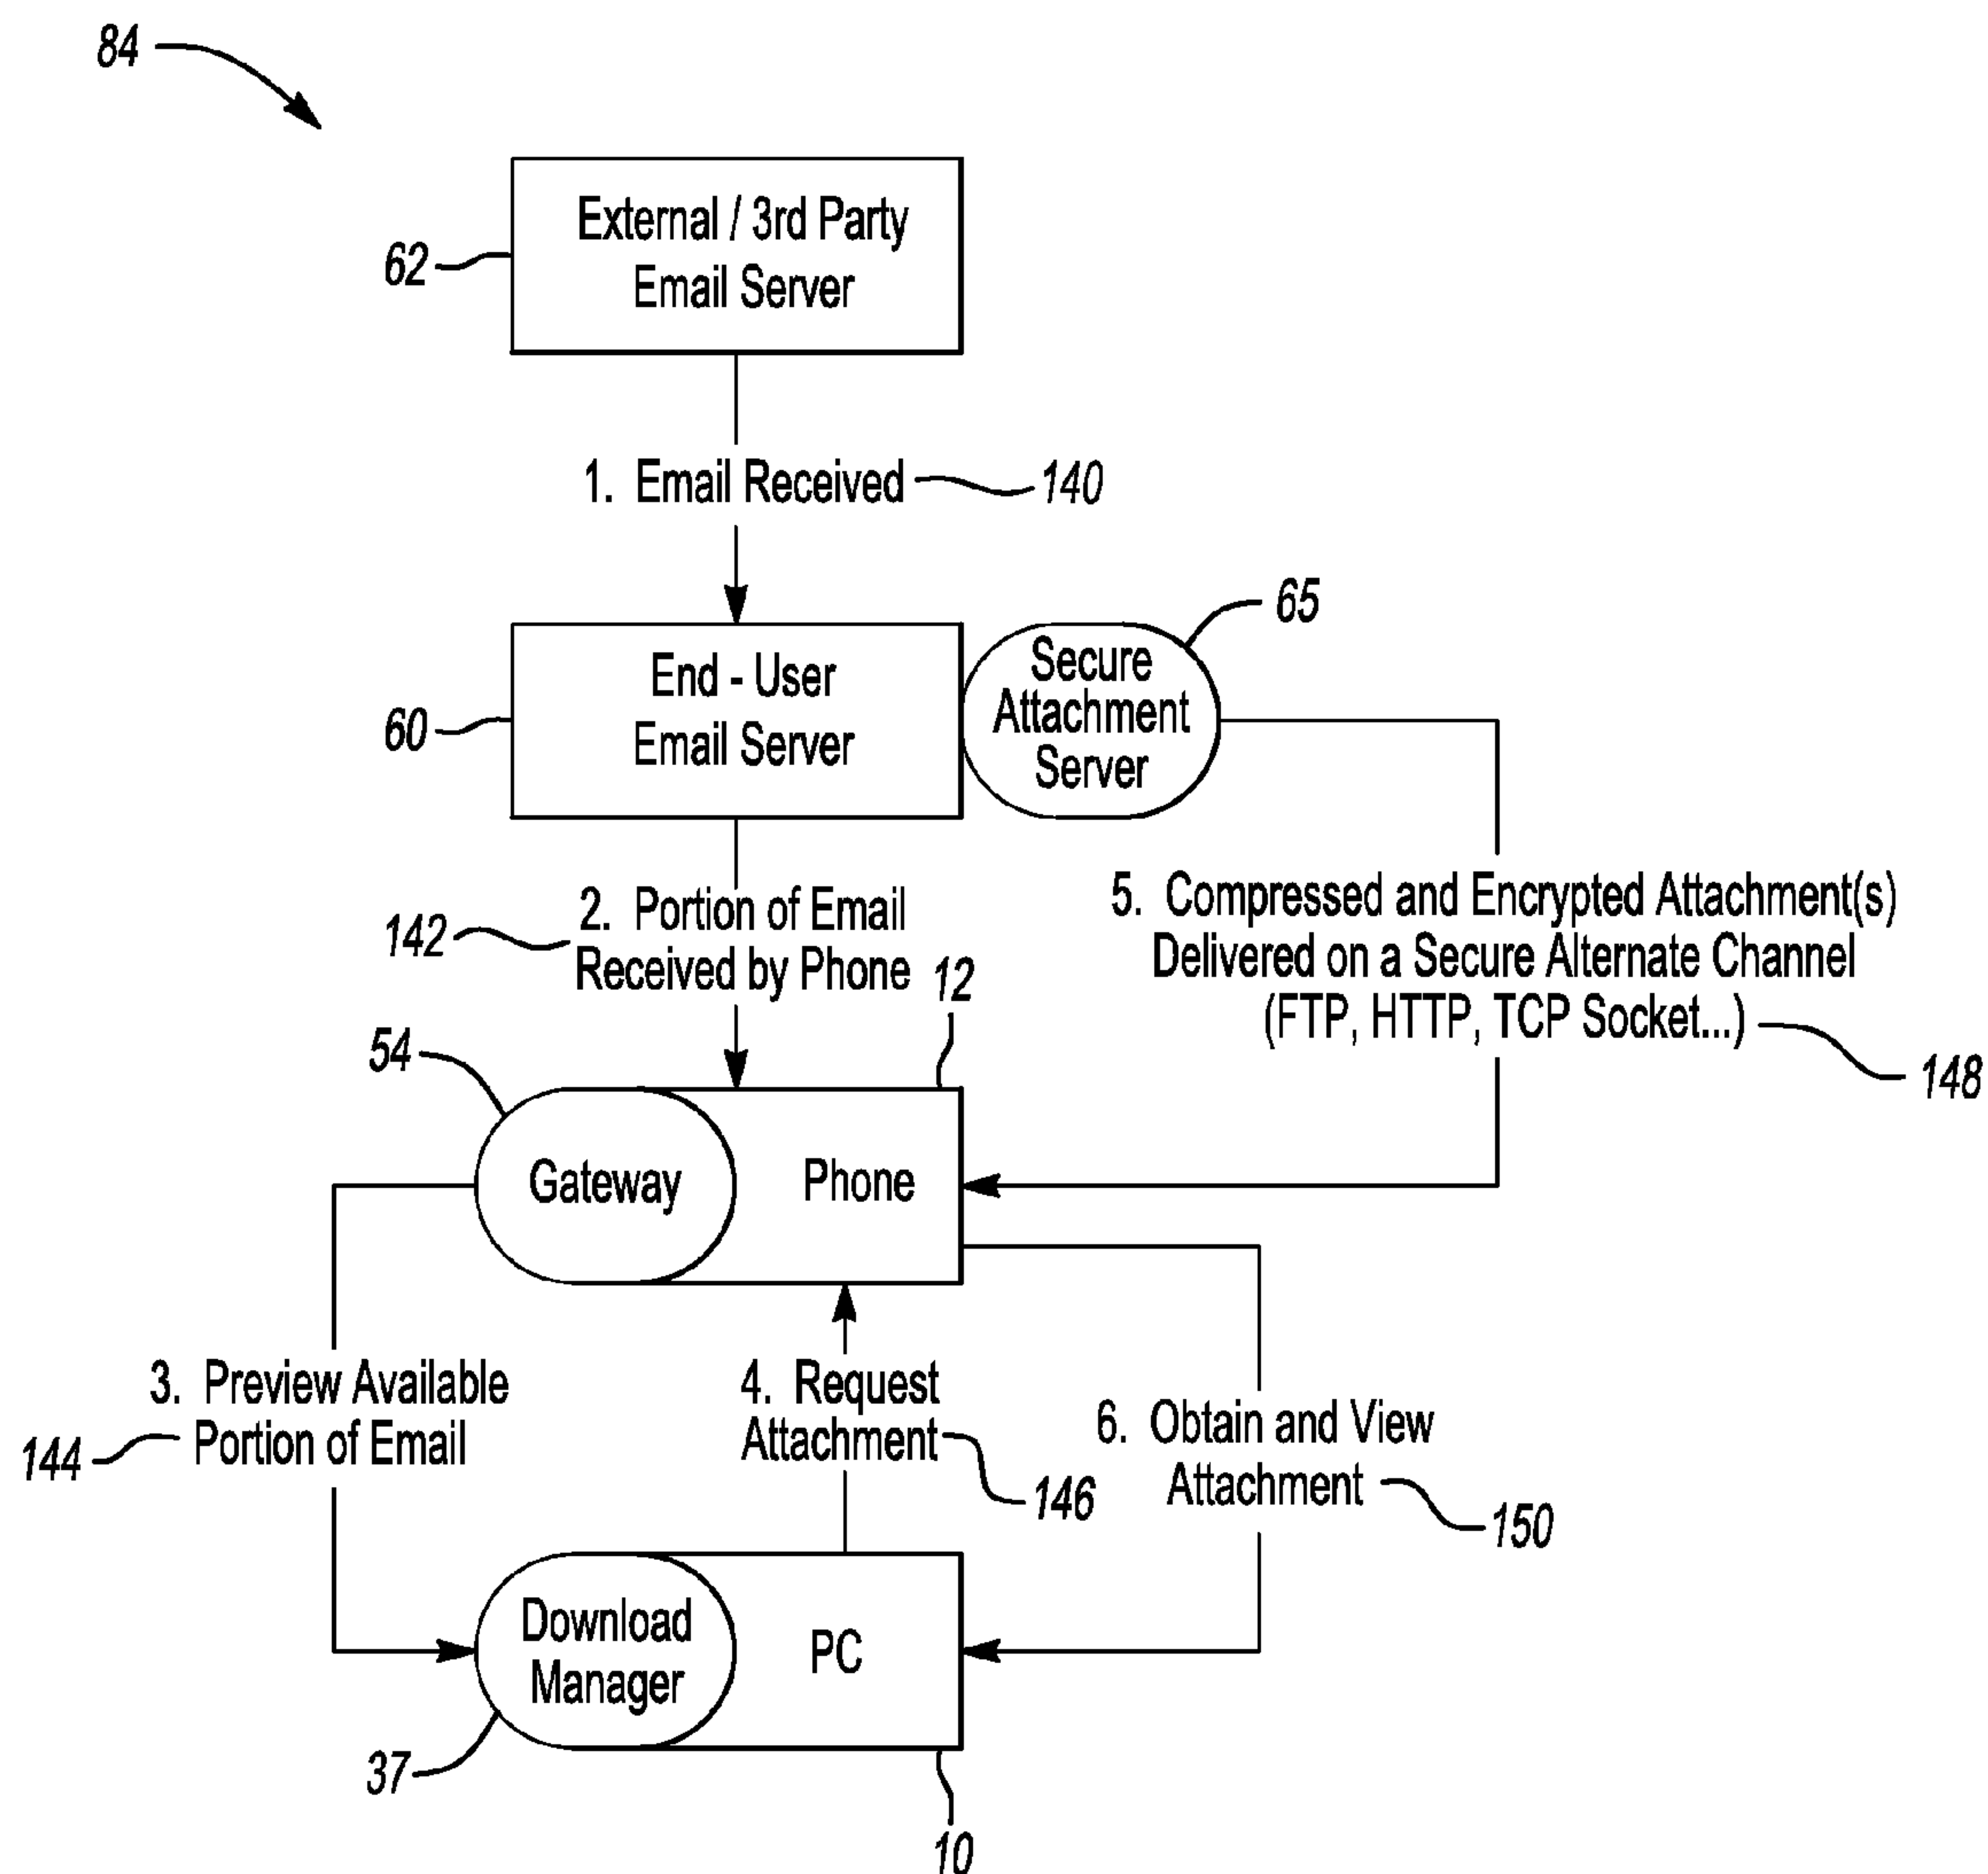 84
External / 3rd Party
Email Server
62
1. Email Received
140
65
End - User
Email Server
60
Secure
Attachment
Server
2. Portion of Email
Received by Phone
142
12
5. Compressed and Encrypted Attachment(s)
Delivered on a Secure Alternate Channel
(FTP, HTTP, TCP Socket...)
148
54
Gateway
Phone
3. Preview Available
Portion of Email
144
4. Request
Attachment
146
6. Obtain and View
Attachment
150
Download
Manager
PC
37
10